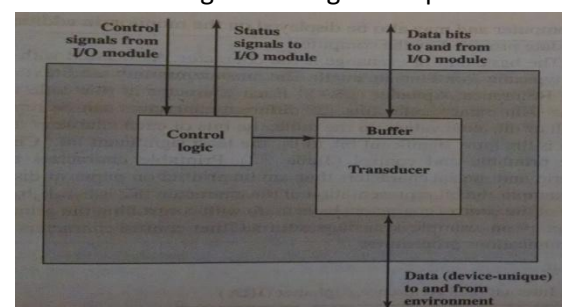 Control
signals from
I/O module
Status
signals to
I/O module
Data bits
to and from
I/O module
Control
logic
Buffer
Transducer
Data (device-unique)
to and from
environment